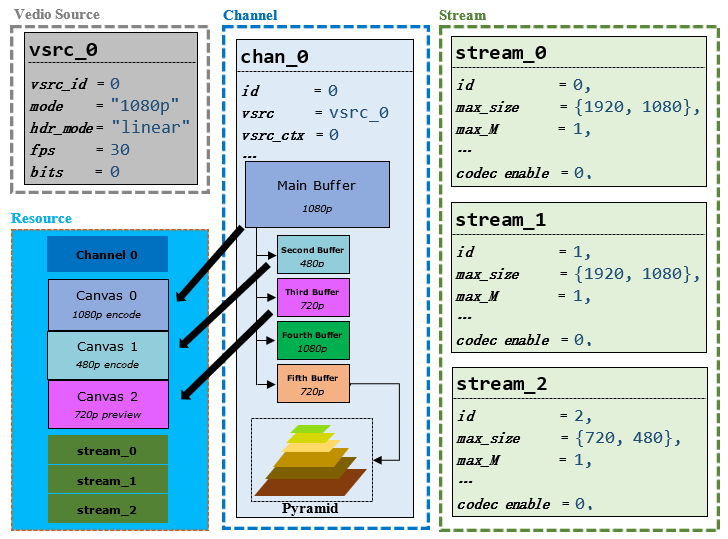 Vedio Source
vsrc_0
vsrc_id = 0
mode = "1080p"
hdr_mode= "linear"
fps = 30
bits = 0
Resource
Channel 0
Canvas 0
1080p encode
Canvas 1
480p encode
Canvas 2
720p preview
stream_0
stream_1
stream_2
Channel
chan_0
id = 0
vsrc = vsrc_0
vsrc_ctx = 0
…
Main Buffer
1080p
Second Buffer
480p
Third Buffer
720p
Fourth Buffer
1080p
Fifth Buffer
720p
Pyramid
Stream
stream_0
id = 0,
max_size = {1920, 1080},
max_M = 1,
…
codec enable = 0,
stream_1
id = 1,
max_size = {1920, 1080},
max_M = 1,
…
codec enable = 0,
stream_2
id = 2,
max_size = {720, 480},
max_M = 1,
…
codec enable = 0,